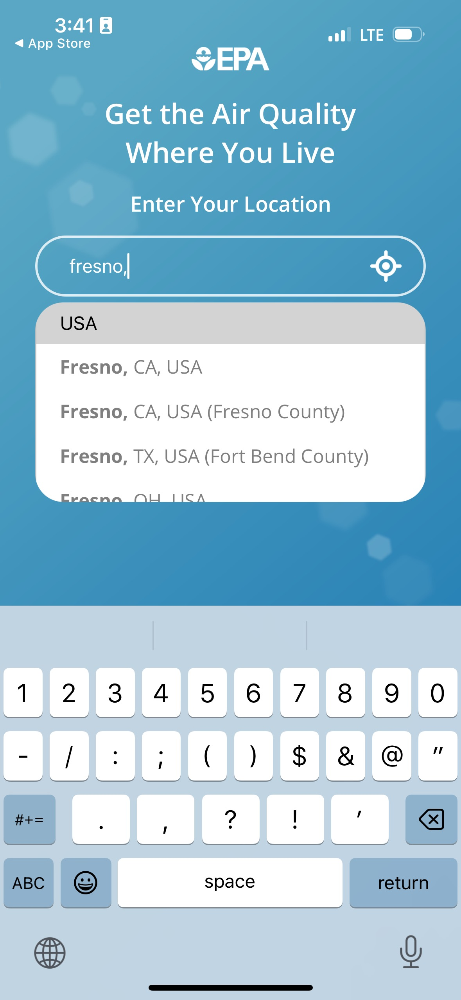 3:41
LTE
App Store
EPA
Get the Air Quality
Where You Live
Enter Your Location
fresno,
USA
Fresno, CA, USA
Fresno, CA, USA (Fresno County)
Fresno, TX, USA (Fort Bend County)
Fresno, OH, USA
1 2 3 4 5 6 7 8 9 0
- / : ; ( ) $ & @ "
#+= . , ? ! '
ABC space return